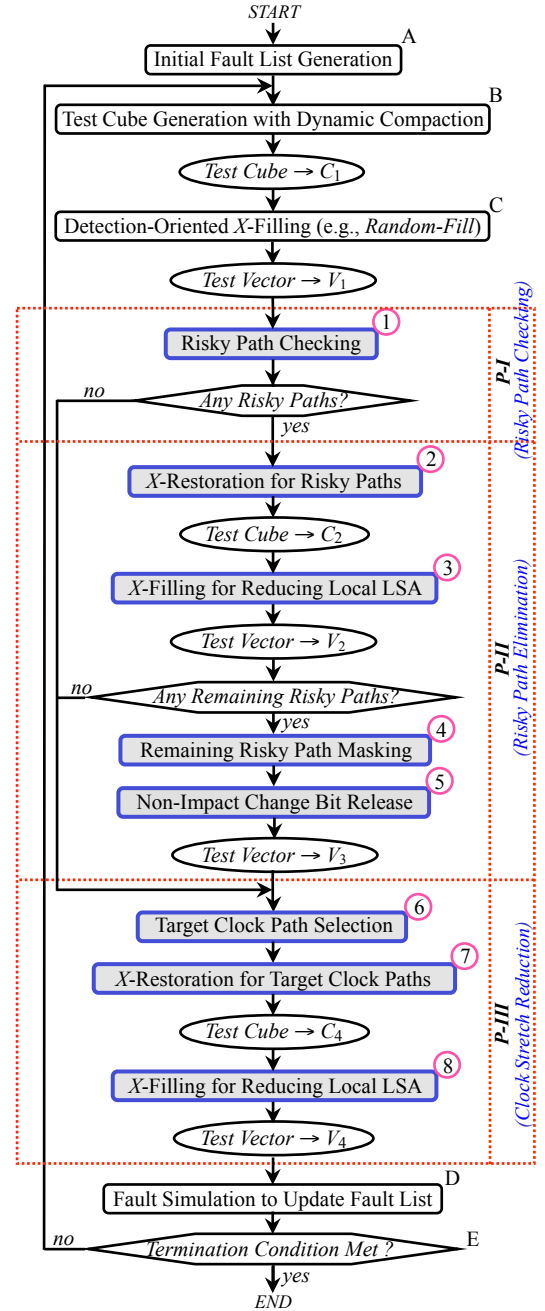 START
A
Initial Fault List Generation
B
Test Cube Generation with Dynamic Compaction
Test Cube → C1
C
Detection-Oriented X-Filling (e.g., Random-Fill)
Test Vector → V1
1
Risky Path Checking
no
Any Risky Paths?
yes
P-I
(Risky Path Checking)
2
X-Restoration for Risky Paths
Test Cube → C2
3
X-Filling for Reducing Local LSA
Test Vector → V2
no
Any Remaining Risky Paths?
yes
4
Remaining Risky Path Masking
5
Non-Impact Change Bit Release
Test Vector → V3
P-II
(Risky Path Elimination)
6
Target Clock Path Selection
7
X-Restoration for Target Clock Paths
Test Cube → C4
8
X-Filling for Reducing Local LSA
Test Vector → V4
P-III
(Clock Stretch Reduction)
D
Fault Simulation to Update Fault List
no
Termination Condition Met ?
E
yes
END